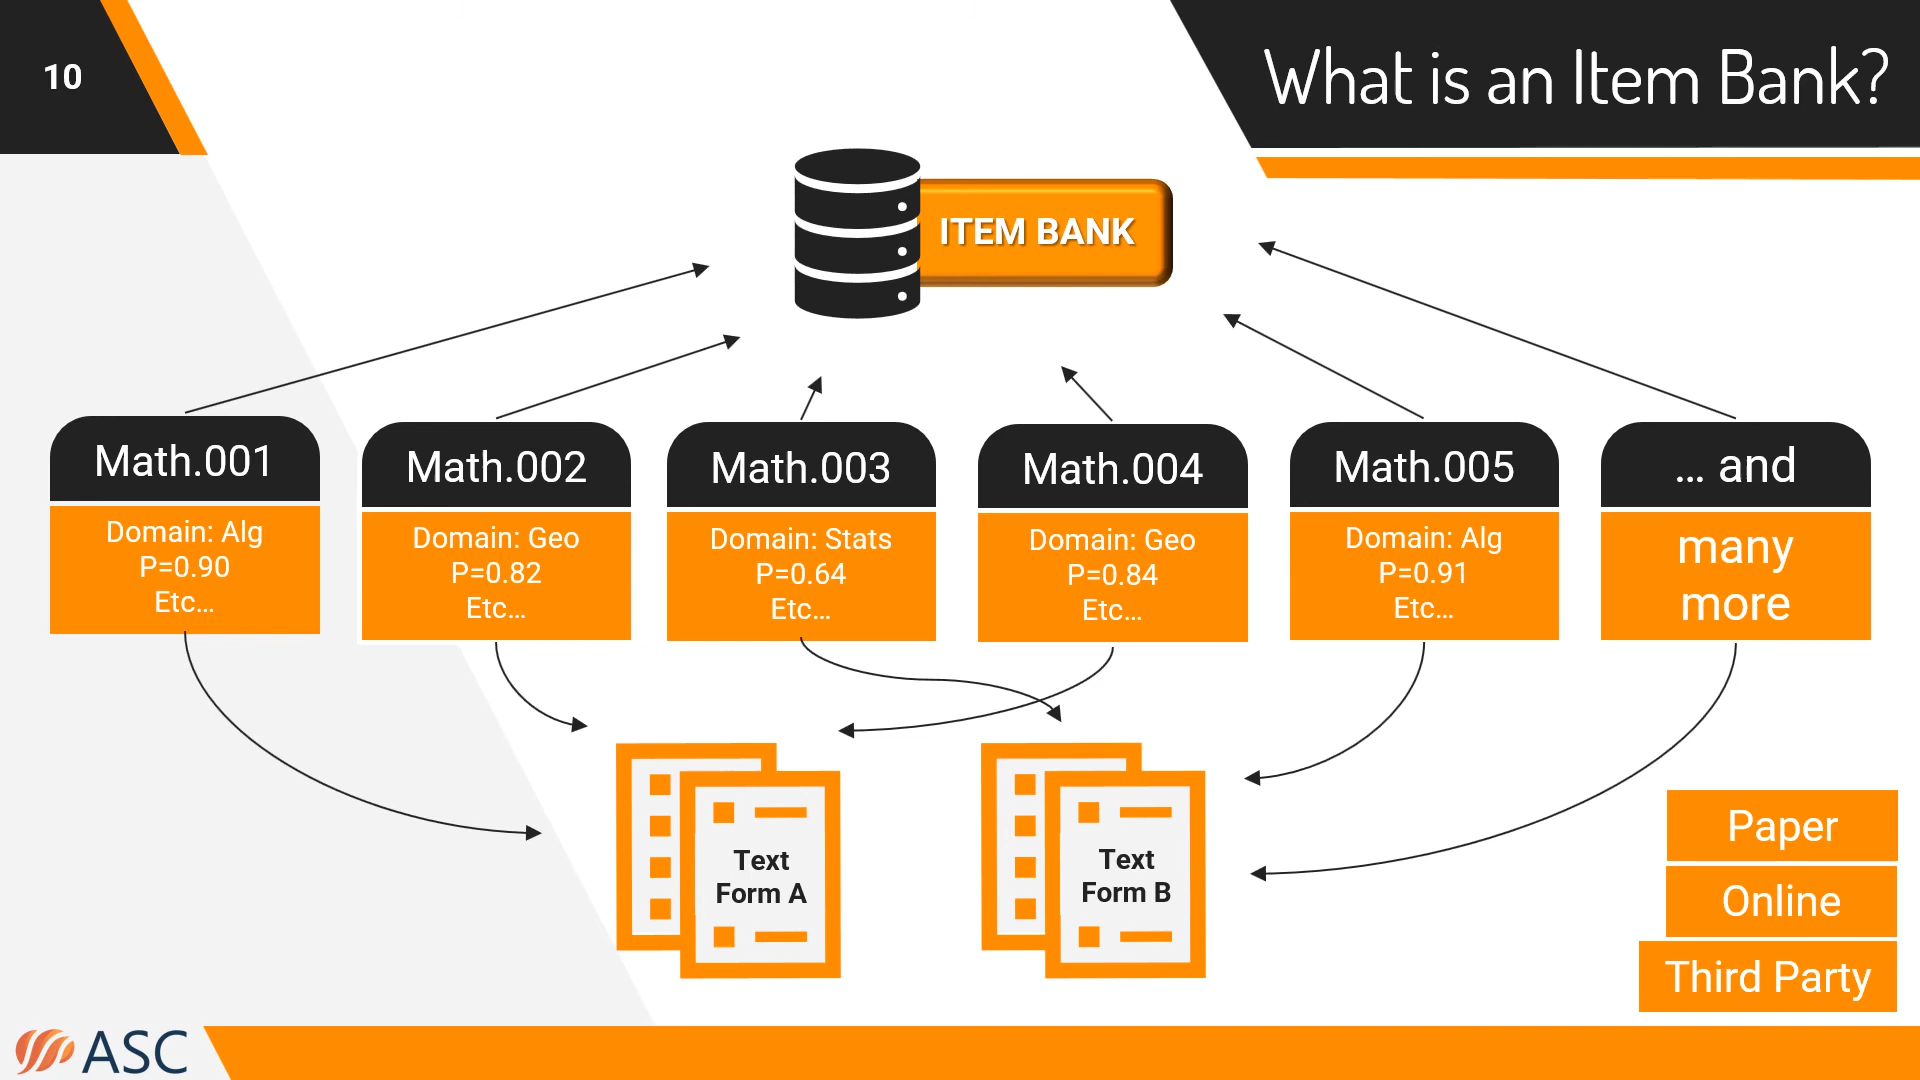 10
What is an Item Bank?
ITEM BANK
Math.001
Domain: Alg
P=0.90
Etc...
Math.002
Domain: Geo
P=0.82
Etc...
Math.003
Domain: Stats
P=0.64
Etc...
Math.004
Domain: Geo
P=0.84
Etc...
Math.005
Domain: Alg
P=0.91
Etc...
... and
many
more
Text
Form A
Text
Form B
Paper
Online
Third Party
ASC